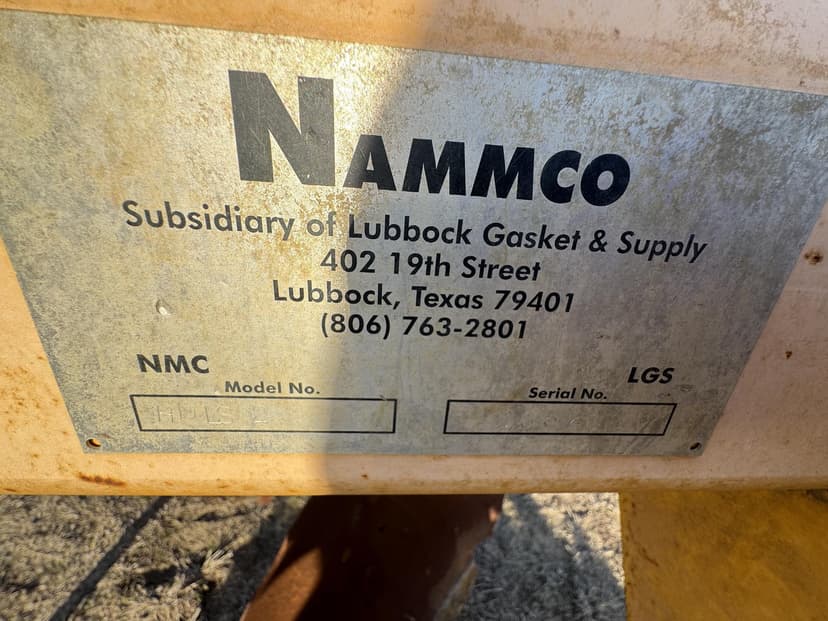 NAMMCO
Subsidiary of Lubbock Gasket & Supply
402 19th Street
Lubbock, Texas 79401
(806) 763-2801
NMC
LGS
Model No.
Serial No.